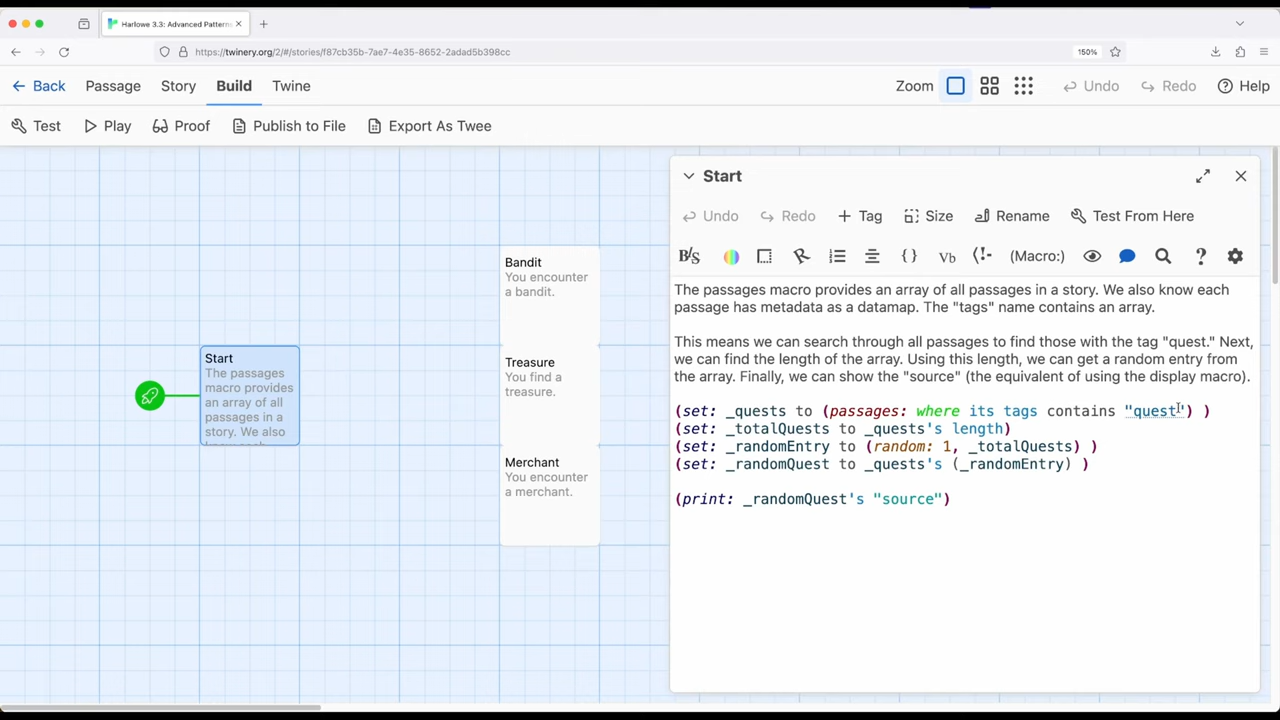 Harlowe 3.3: Advanced Pattern
https://twinery.org/2/#/stories/f87cb35b-7ae7-4e35-8652-2adad5b398cc
150%
Back Passage Story Build Twine Zoom Undo Redo Help
Test Play Proof Publish to File Export As Twee
Start
The passages
macro provides
an array of all
passages in a
story. We also
Bandit
You encounter
a bandit.
Treasure
You find a
treasure.
Merchant
You encounter
a merchant.
Start
Undo Redo + Tag Size Rename Test From Here
(Macro:)
The passages macro provides an array of all passages in a story. We also know each
passage has metadata as a datamap. The "tags" name contains an array.
This means we can search through all passages to find those with the tag "quest." Next,
we can find the length of the array. Using this length, we can get a random entry from
the array. Finally, we can show the "source" (the equivalent of using the display macro).
(set: _quests to (passages: where its tags contains "quest") )
(set: _totalQuests to _quests's length)
(set: _randomEntry to (random: 1, _totalQuests) )
(set: _randomQuest to _quests's (_randomEntry) )
(print: _randomQuest's "source")